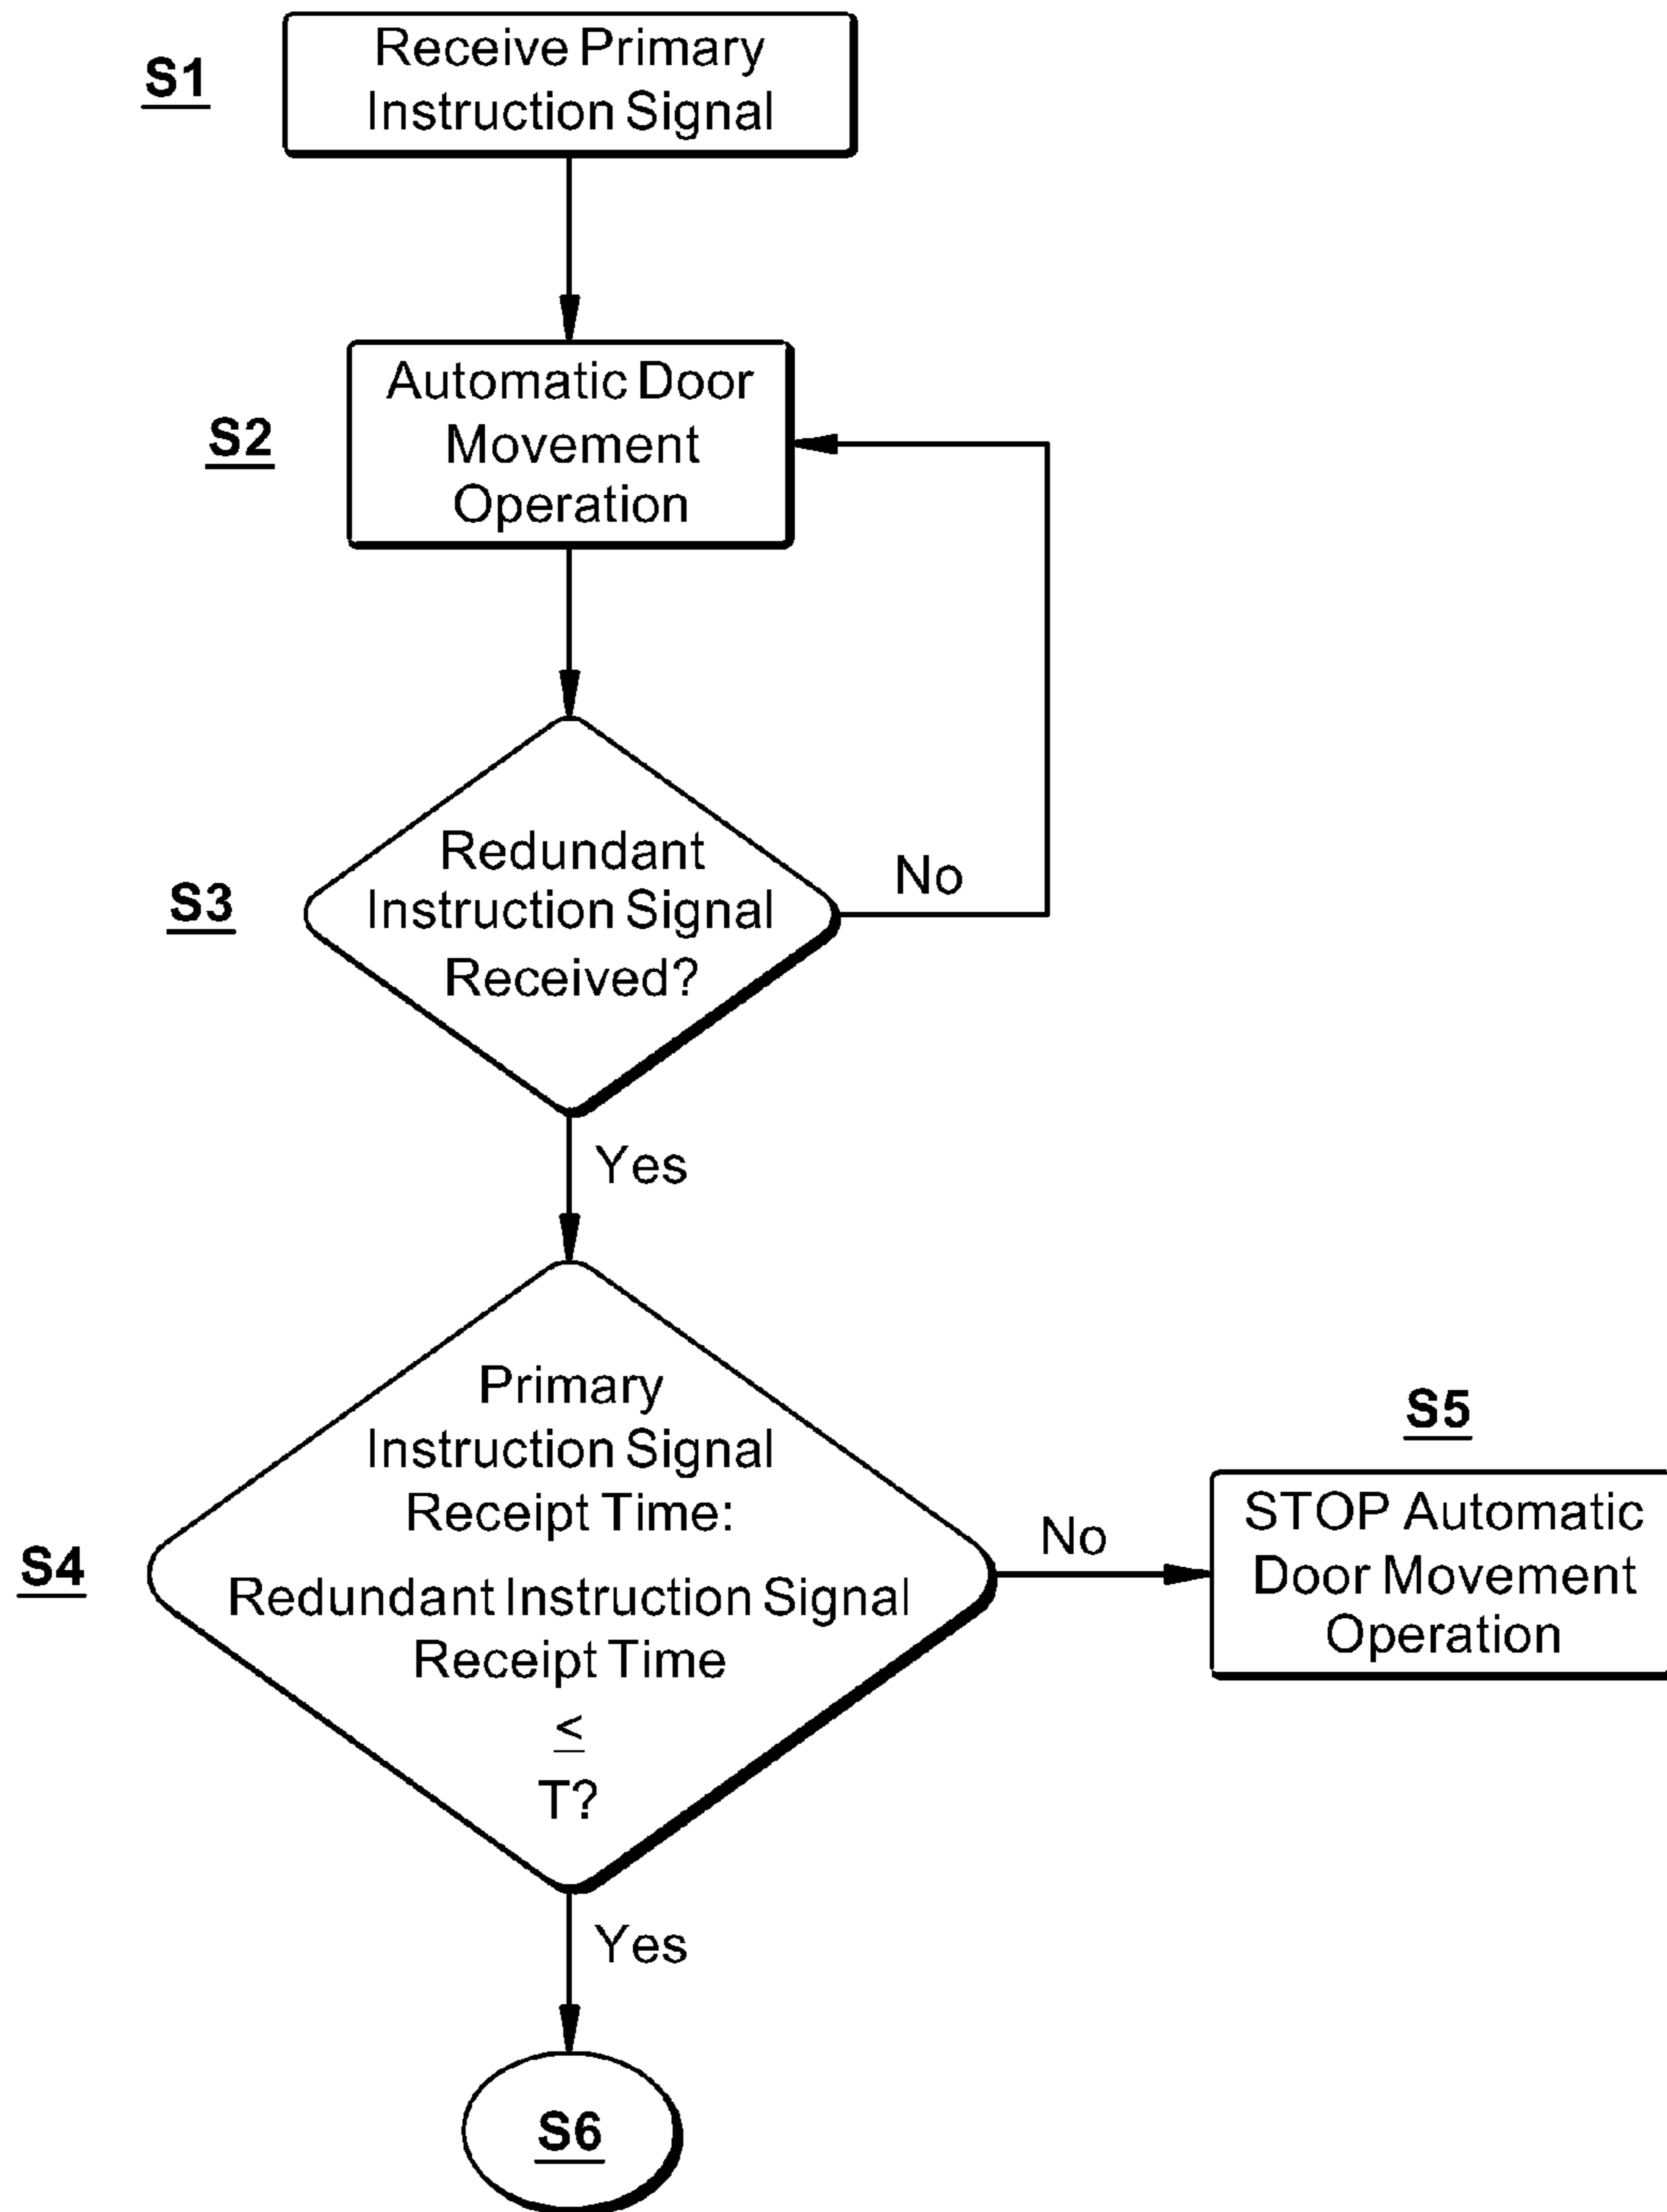 S1
Receive Primary
Instruction Signal
S2
Automatic Door
Movement
Operation
S3
Redundant
Instruction Signal
Received?
No
Yes
S4
Primary
Instruction Signal
Receipt Time:
Redundant Instruction Signal
Receipt Time
≤
T?
No
S5
STOP Automatic
Door Movement
Operation
Yes
S6